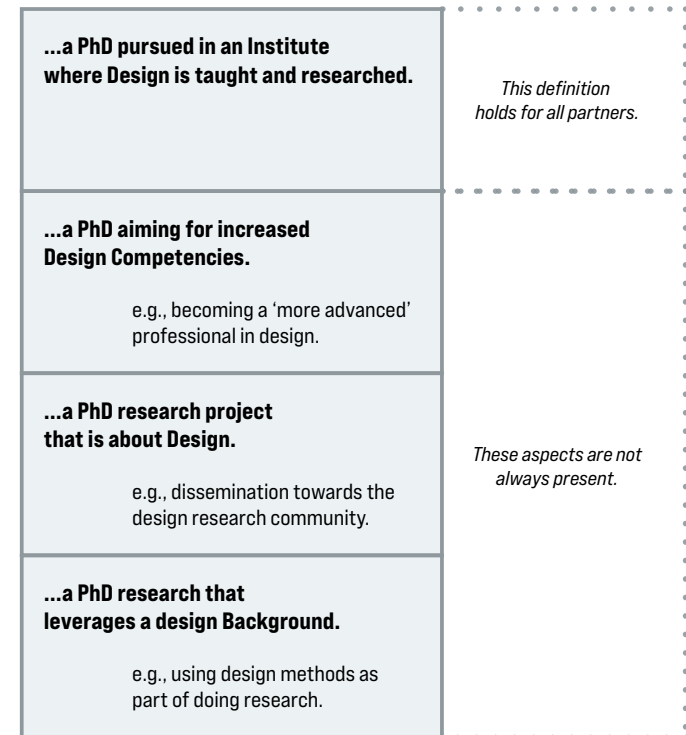 ...a PhD pursued in an Institute
where Design is taught and researched.
This definition
holds for all partners.
...a PhD aiming for increased
Design Competencies.
e.g., becoming a ‘more advanced’
professional in design.
...a PhD research project
that is about Design.
e.g., dissemination towards the
design research community.
These aspects are not
always present.
...a PhD research that
leverages a design Background.
e.g., using design methods as
part of doing research.